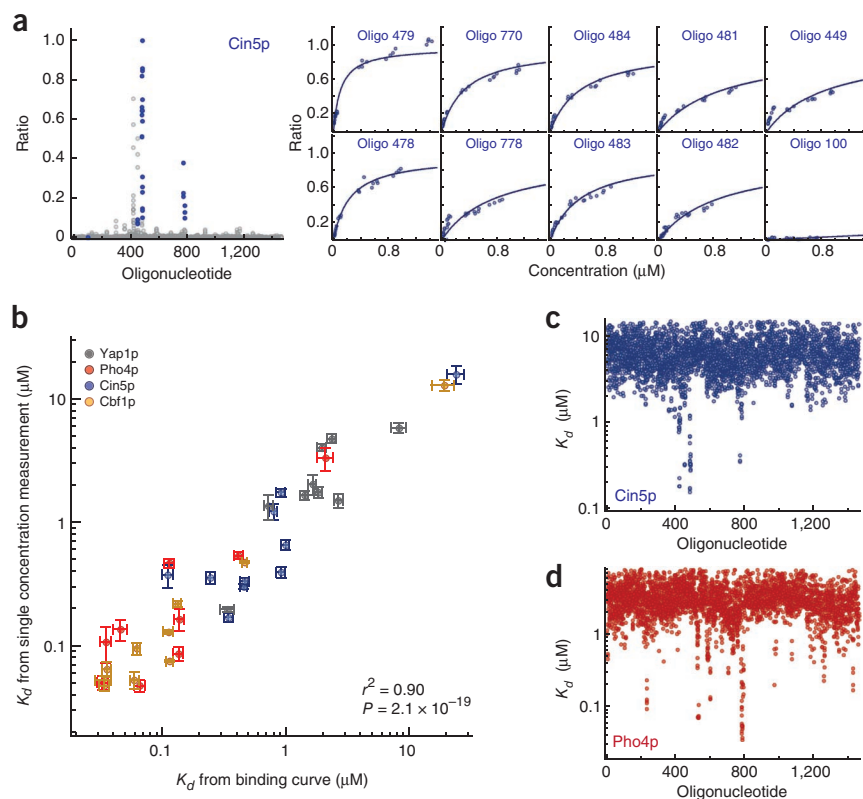 a
Cin5p
Ratio
1.0
0.8
0.6
0.4
0.2
0
0
400
800
1,200
Oligonucleotide
Oligo 479
Oligo 770
Oligo 484
Oligo 481
Oligo 449
Ratio
1.0
0.6
0.2
Oligo 478
Oligo 778
Oligo 483
Oligo 482
Oligo 100
1.0
0.6
0.2
0
0.8
0
0.8
0
0.8
0
0.8
0
0.8
Concentration (μM)
b
Yap1p
Pho4p
Cin5p
Cbf1p
Kd from single concentration measurement (μM)
10
1
0.1
r² = 0.90
P = 2.1 × 10⁻¹⁹
0.1
1
10
Kd from binding curve (μM)
c
Kd (μM)
10
1
0.1
Cin5p
0
400
800
1,200
Oligonucleotide
d
Kd (μM)
1
0.1
Pho4p
0
400
800
1,200
Oligonucleotide